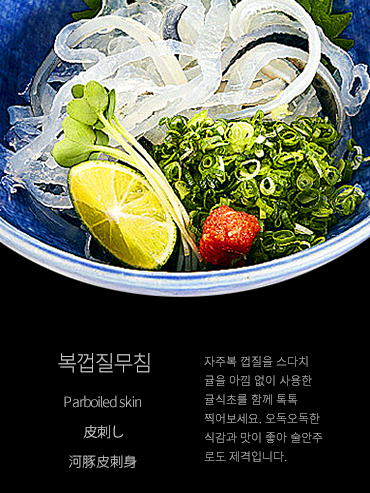 복껍질무침
Parboiled skin
皮刺し
河豚皮刺身
자주복 껍질을 스다치
귤을 아낌 없이 사용한
귤식초를 함께 톡톡
찍어보세요. 오독오독한
식감과 맛이 좋아 술안주
로도 제격입니다.